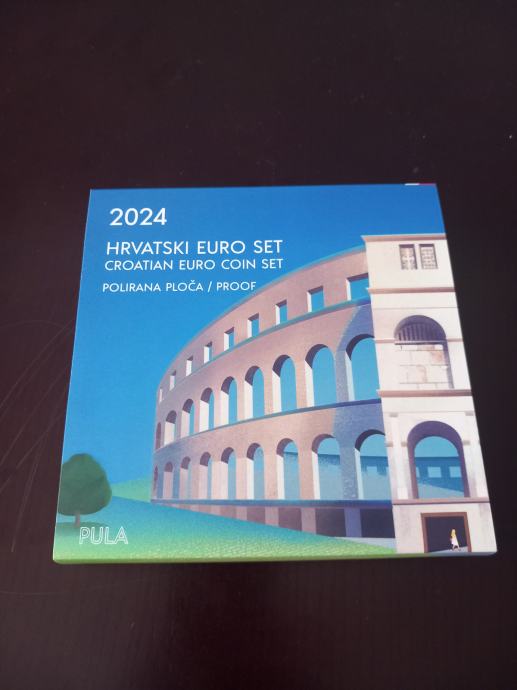 2024
HRVATSKI EURO SET
CROATIAN EURO COIN SET
POLIRANA PLOČA / PROOF
PULA